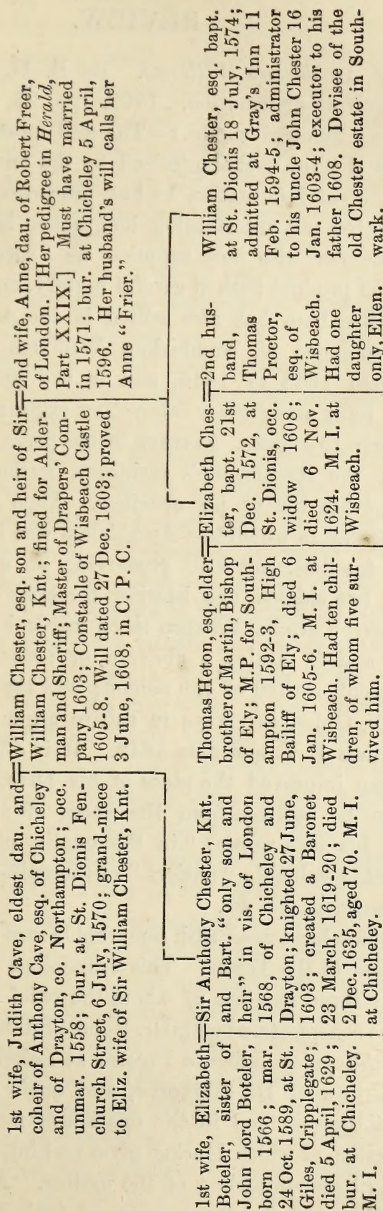 1st wife, Judith Cave, eldest dau. and
coheir of Anthony Cave, esq. of Chicheley
and of Drayton, co. Northampton; occ.
unmar. 1558; bur. at St. Dionis Fen-
church Street, 6 July, 1570; grand-niece
to Eliz. wife of Sir William Chester, Knt.
William Chester, esq. son and heir of Sir
William Chester, Knt.; fined for Alder-
man and Sheriff; Master of Drapers' Com-
pany 1603; Constable of Wisbeach Castle
1605-8. Will dated 27 Dec. 1603; proved
3 June, 1608, in C. P. C.
2nd wife, Anne, dau. of Robert Freer,
of London. [Her pedigree in Herald,
Part XXIX.] Must have married
in 1571; bur. at Chicheley 5 April,
1596. Her husband's will calls her
Anne "Frier."
1st wife, Elizabeth
Boteler, sister of
John Lord Boteler,
born 1566; mar.
24 Oct. 1589, at St.
Giles, Cripplegate;
died 5 April, 1629;
bur. at Chicheley.
M. I.
Sir Anthony Chester, Knt.
and Bart. "only son and
heir" in vis. of London
1568, of Chicheley and
Drayton; knighted 27 June,
1603; created a Baronet
23 March, 1619-20; died
2 Dec. 1635, aged 70. M. I.
at Chicheley.
Thomas Heton, esq. elder
brother of Martin, Bishop
of Ely; M.P. for South-
ampton 1592-3, High
Bailiff of Ely; died 6
Jan. 1605-6. M. I. at
Wisbeach. Had ten chil-
dren, of whom five sur-
vived him.
Elizabeth Ches-
ter, bapt. 21st
Dec. 1572, at
St. Dionis, occ.
widow 1608;
died 6 Nov.
1624. M. I. at
Wisbeach.
2nd hus-
band,
Thomas
Proctor,
esq. of
Wisbeach.
Had one
daughter
only, Ellen.
William Chester, esq. bapt.
at St. Dionis 18 July, 1574;
admitted at Gray's Inn 11
Feb. 1594-5; administrator
to his uncle John Chester 16
Jan. 1603-4; executor to his
father 1608. Devisee of the
old Chester estate in South-
wark.